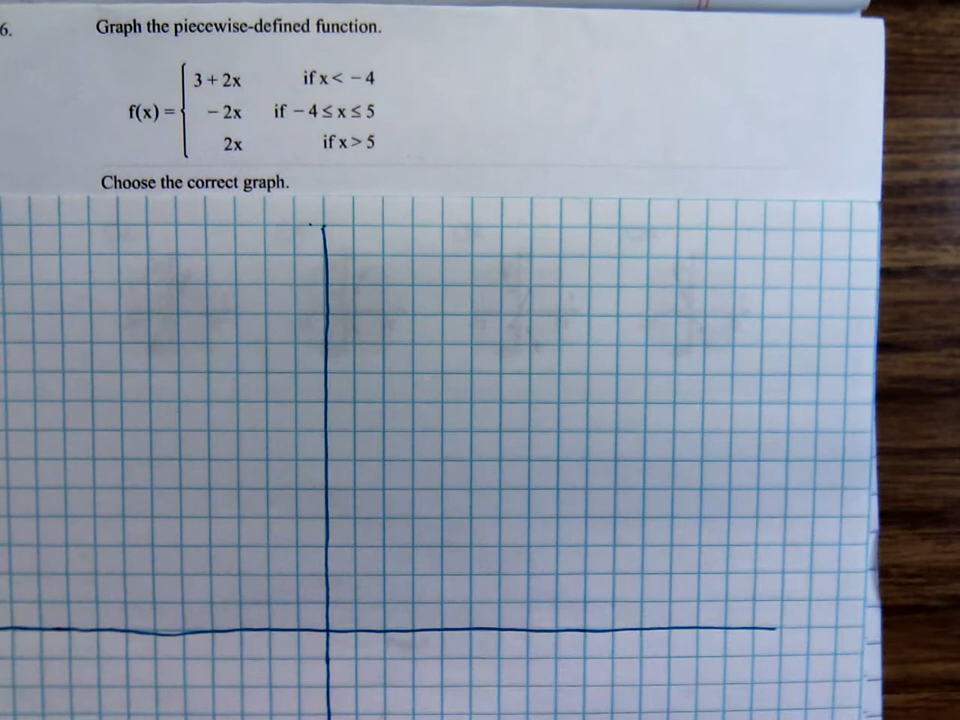 6. Graph the piecewise-defined function.
3 + 2x if x < - 4
f(x) = - 2x if - 4 ≤ x ≤ 5
2x if x > 5
Choose the correct graph.